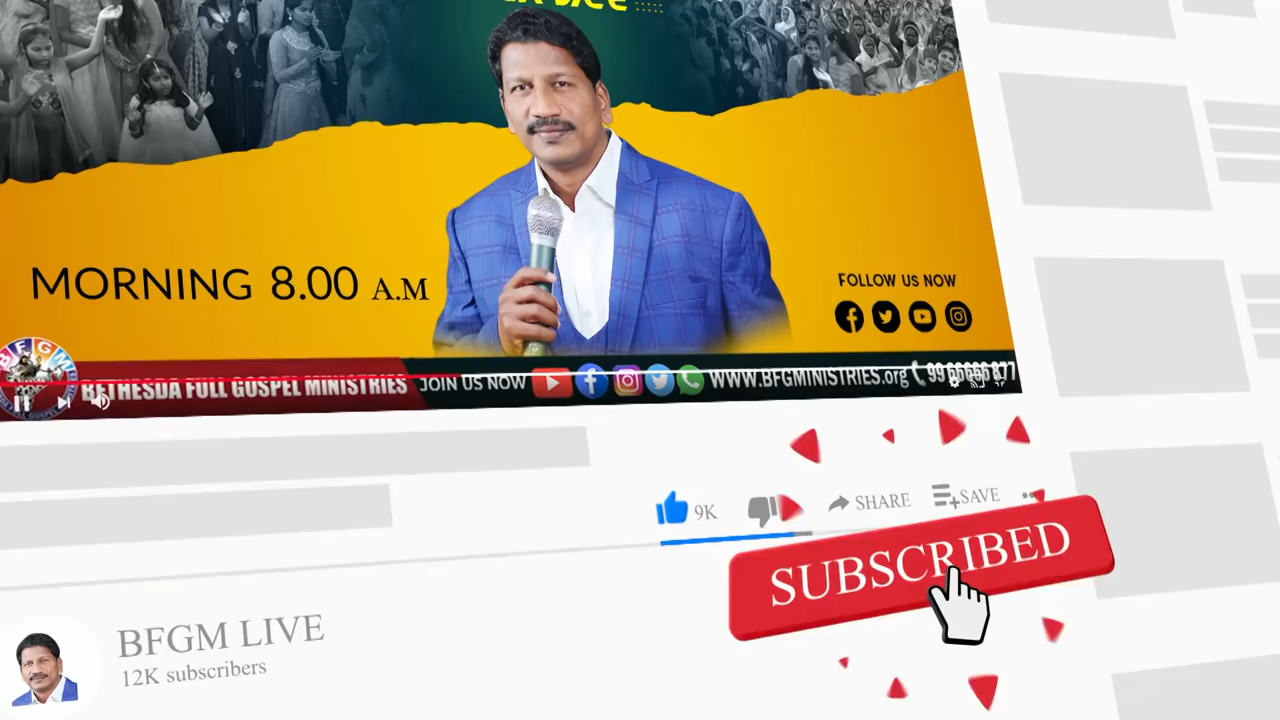 MORNING 8.00 A.M
FOLLOW US NOW
BFGM
BETHESDA FULL GOSPEL MINISTRIES
JOIN US NOW
WWW.BFGMINISTRIES.org
9K
SHARE
SAVE
SUBSCRIBED
BFGM LIVE
12K subscribers